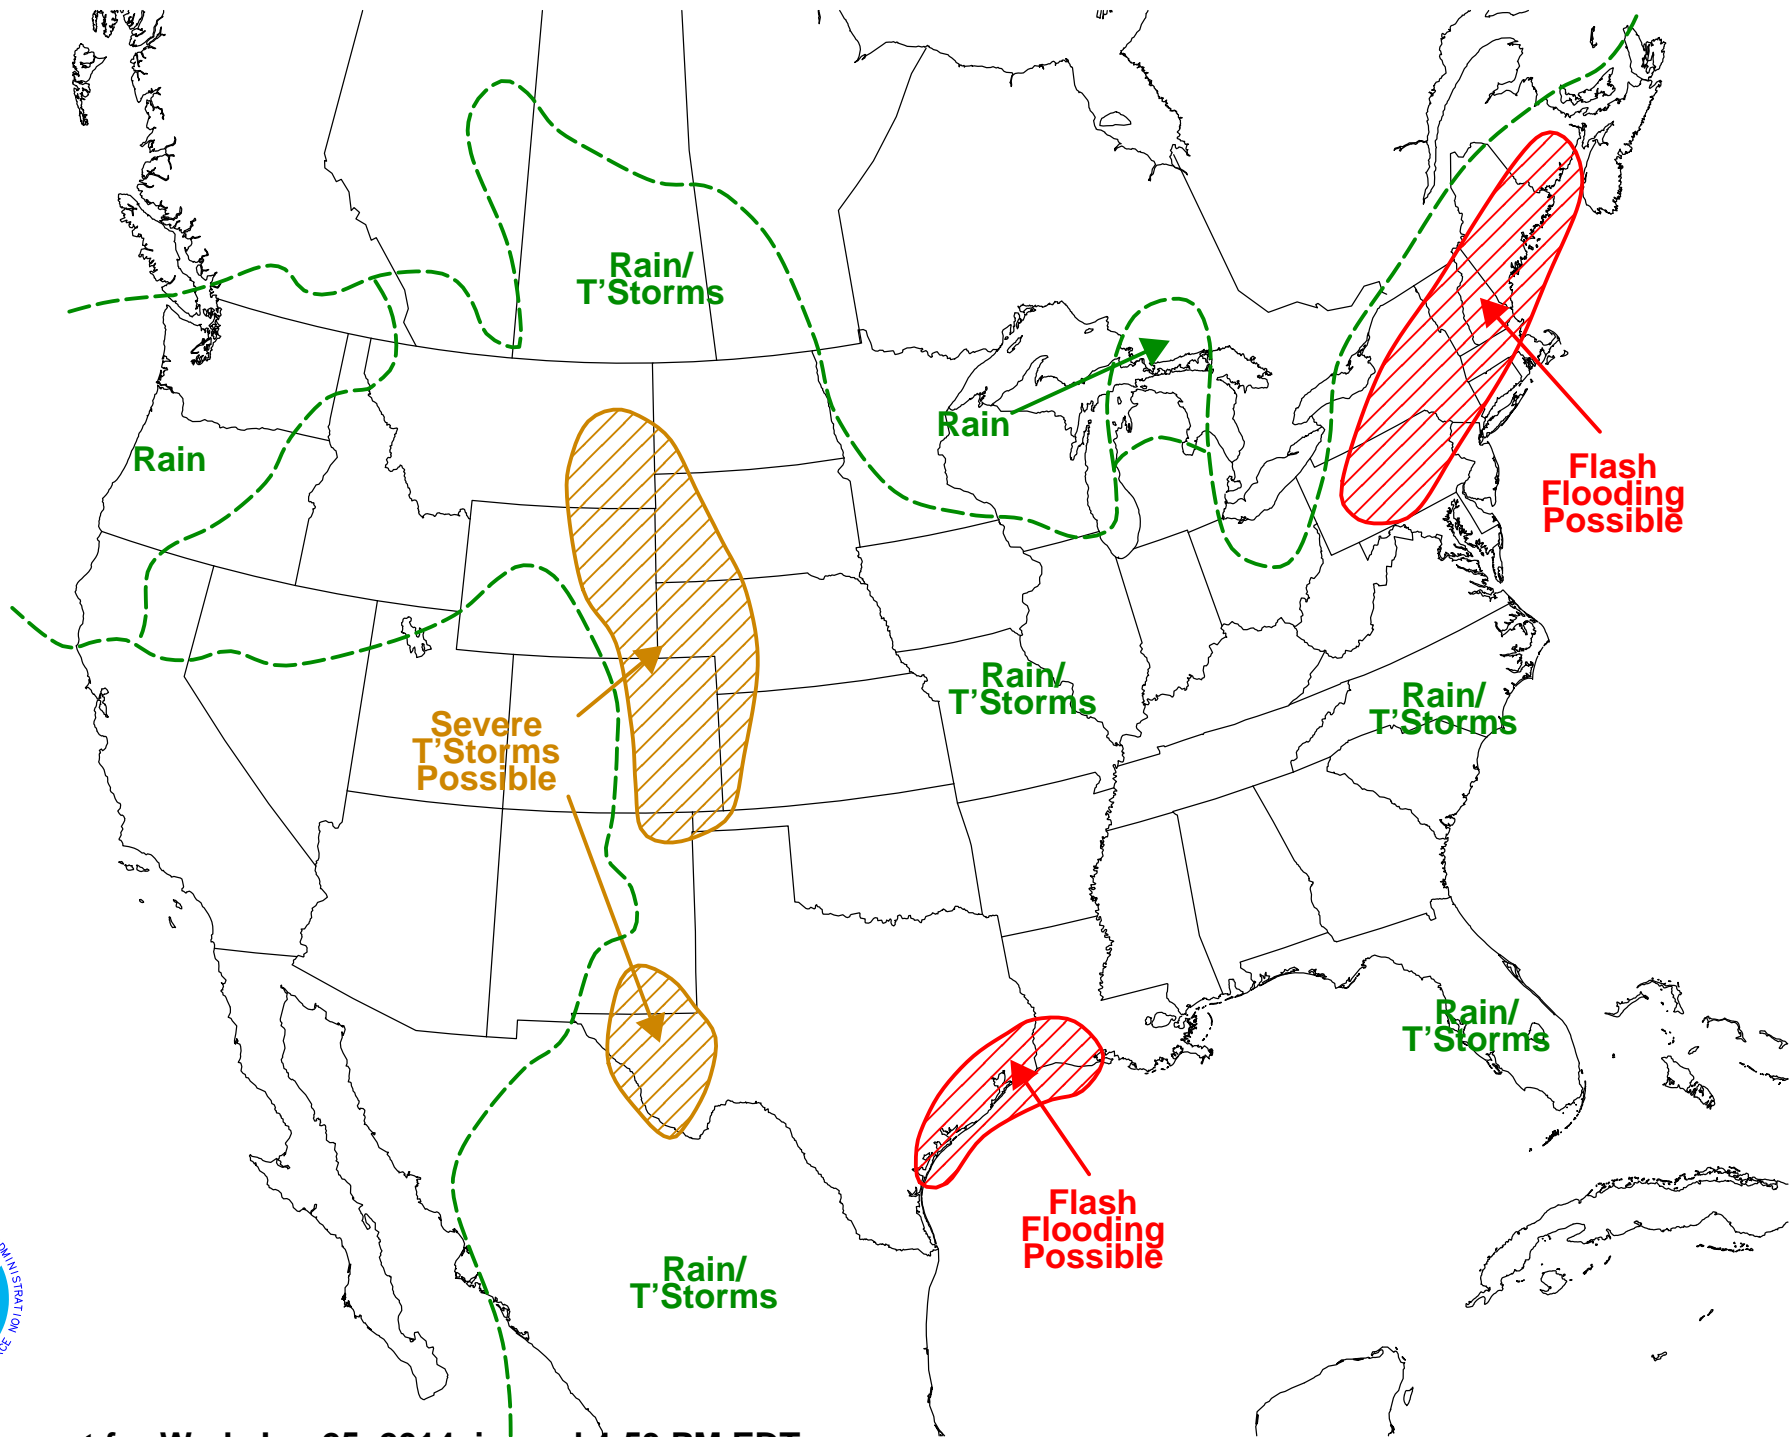 Rain/
T’Storms
Rain
Rain
Flash
Flooding
Possible
Rain/
T’Storms
Rain/
T’Storms
Severe
T’Storms
Possible
Rain/
T’Storms
Flash
Flooding
Possible
Rain/
T’Storms